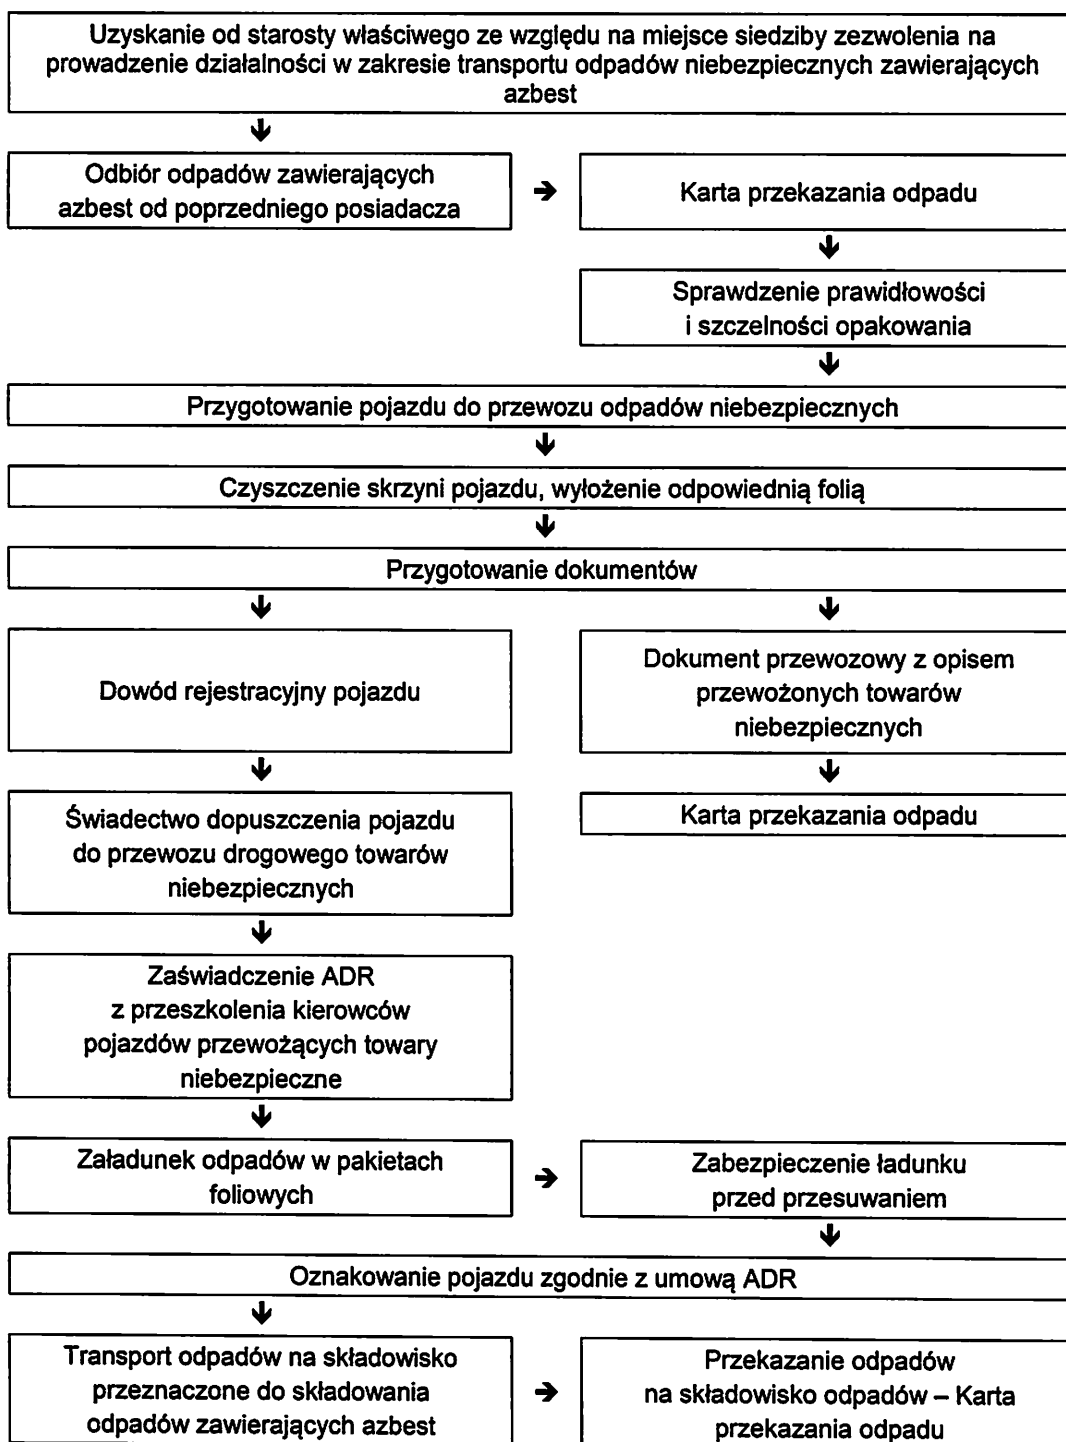 Uzyskanie od starosty właściwego ze względu na miejsce siedziby zezwolenia na
prowadzenie działalności w zakresie transportu odpadów niebezpiecznych zawierających
azbest
Odbiór odpadów zawierających
azbest od poprzedniego posiadacza
Karta przekazania odpadu
Sprawdzenie prawidłowości
i szczelności opakowania
Przygotowanie pojazdu do przewozu odpadów niebezpiecznych
Czyszczenie skrzyni pojazdu, wyłożenie odpowiednią folią
Przygotowanie dokumentów
Dowód rejestracyjny pojazdu
Dokument przewozowy z opisem
przewożonych towarów
niebezpiecznych
Świadectwo dopuszczenia pojazdu
do przewozu drogowego towarów
niebezpiecznych
Karta przekazania odpadu
Zaświadczenie ADR
z przeszkolenia kierowców
pojazdów przewożących towary
niebezpieczne
Załadunek odpadów w pakietach
foliowych
Zabezpieczenie ładunku
przed przesuwaniem
Oznakowanie pojazdu zgodnie z umową ADR
Transport odpadów na składowisko
przeznaczone do składowania
odpadów zawierających azbest
Przekazanie odpadów
na składowisko odpadów – Karta
przekazania odpadu